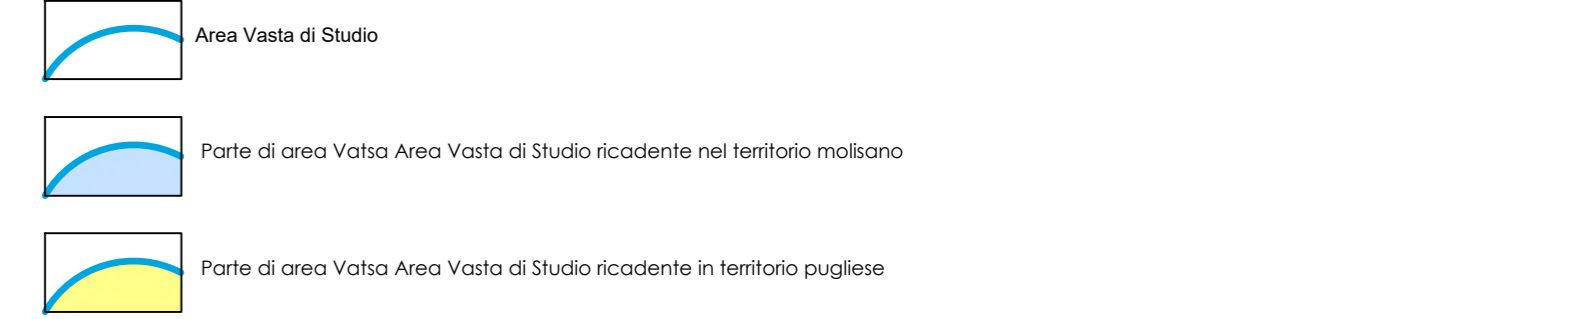 Area Vasta di Studio
Parte di area Vatsa Area Vasta di Studio ricadente nel territorio molisano
Parte di area Vatsa Area Vasta di Studio ricadente in territorio pugliese